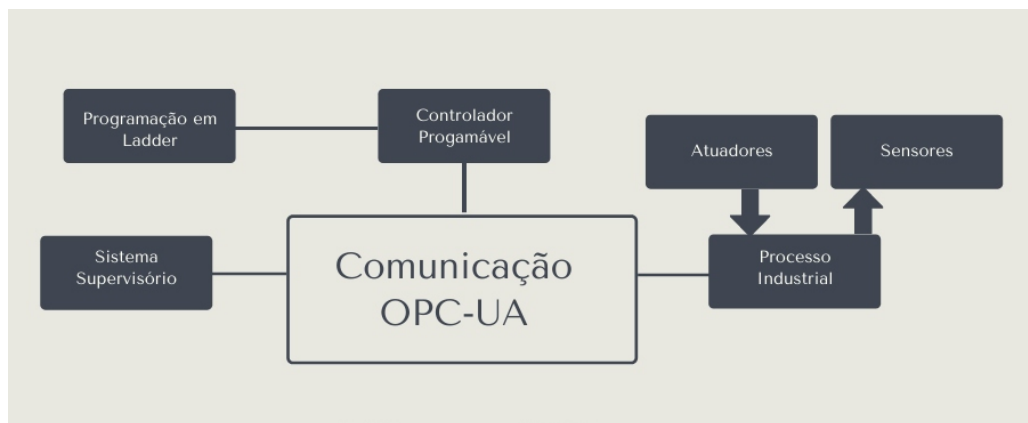 Programação em
Ladder
Controlador
Progamável
Atuadores
Sensores
Sistema
Supervisório
Comunicação
OPC-UA
Processo
Industrial